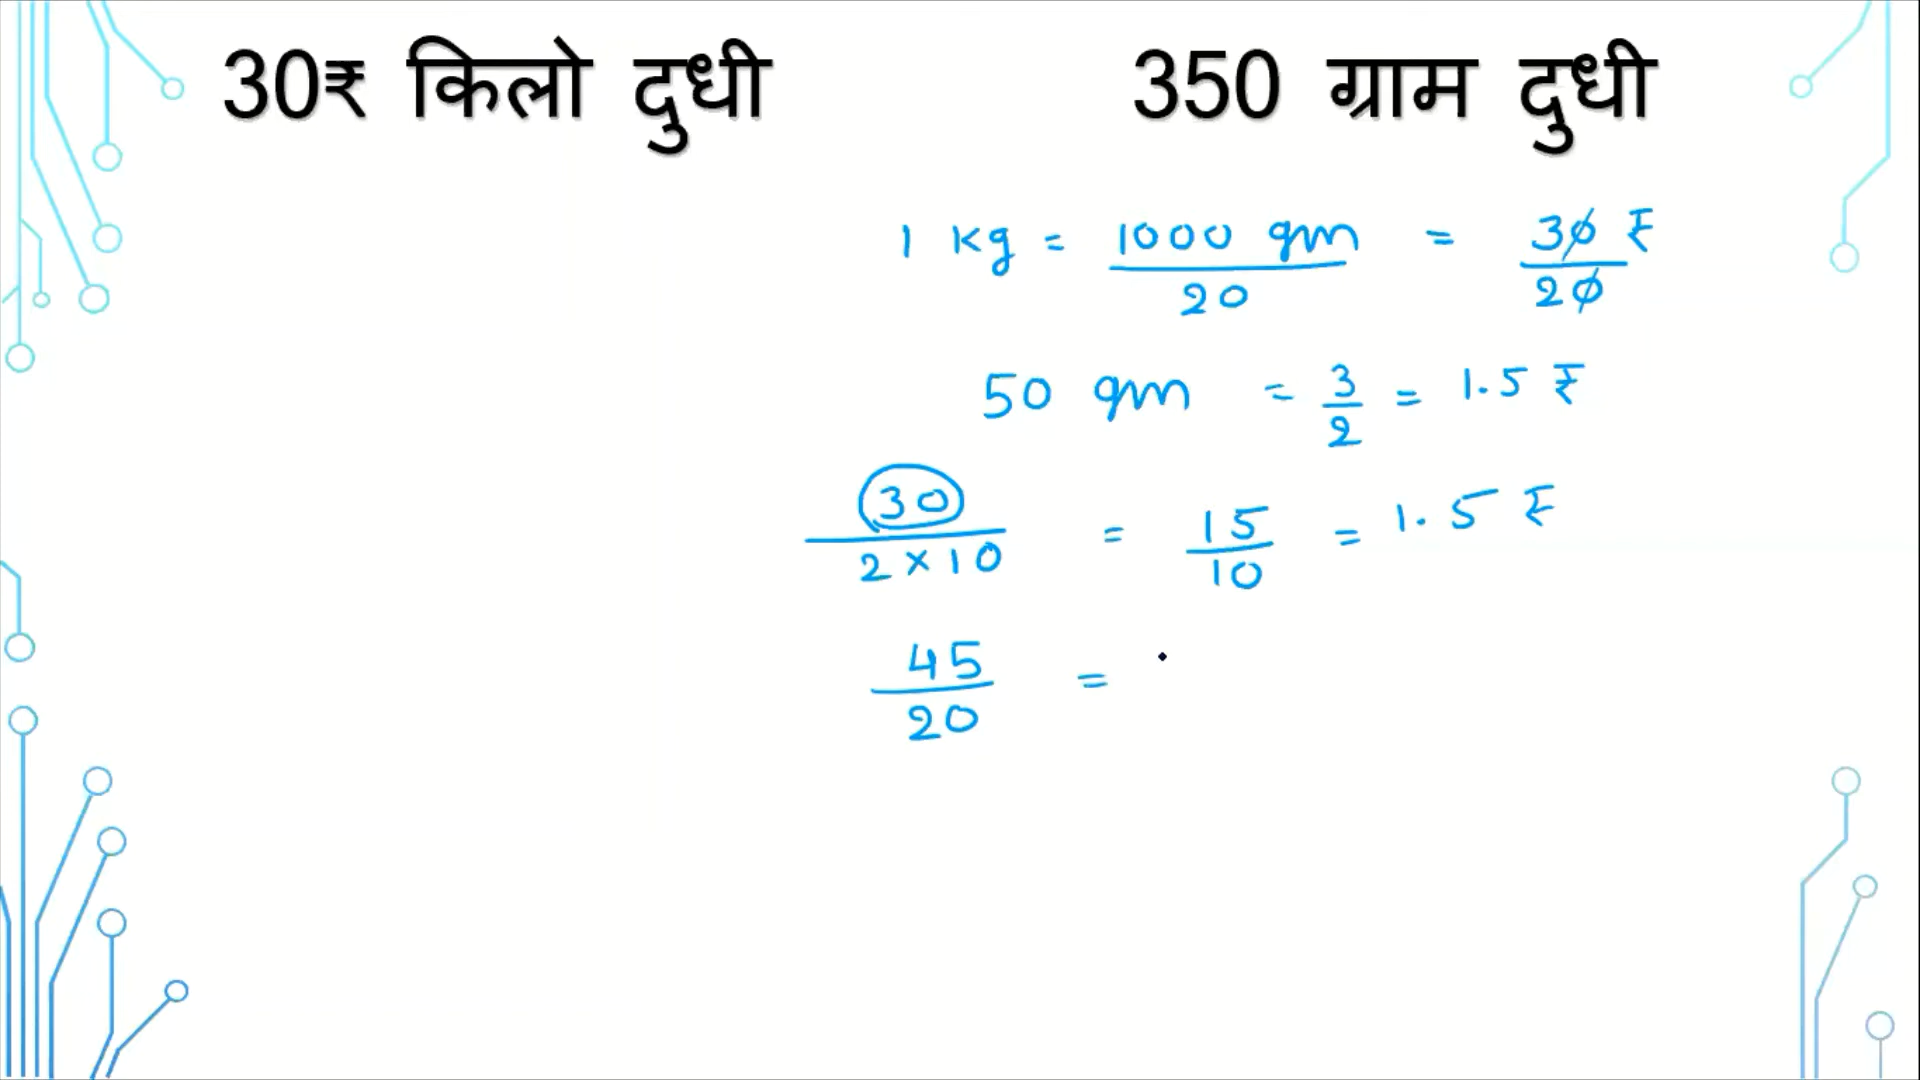 30₹ किलो दुधी
350 ग्राम दुधी
1 kg = 1000 gm / 20 = 30 ₹ / 20
50 gm = 3/2 = 1.5 ₹
30 / 2 × 10 = 15/10 = 1.5 ₹
45/20 =